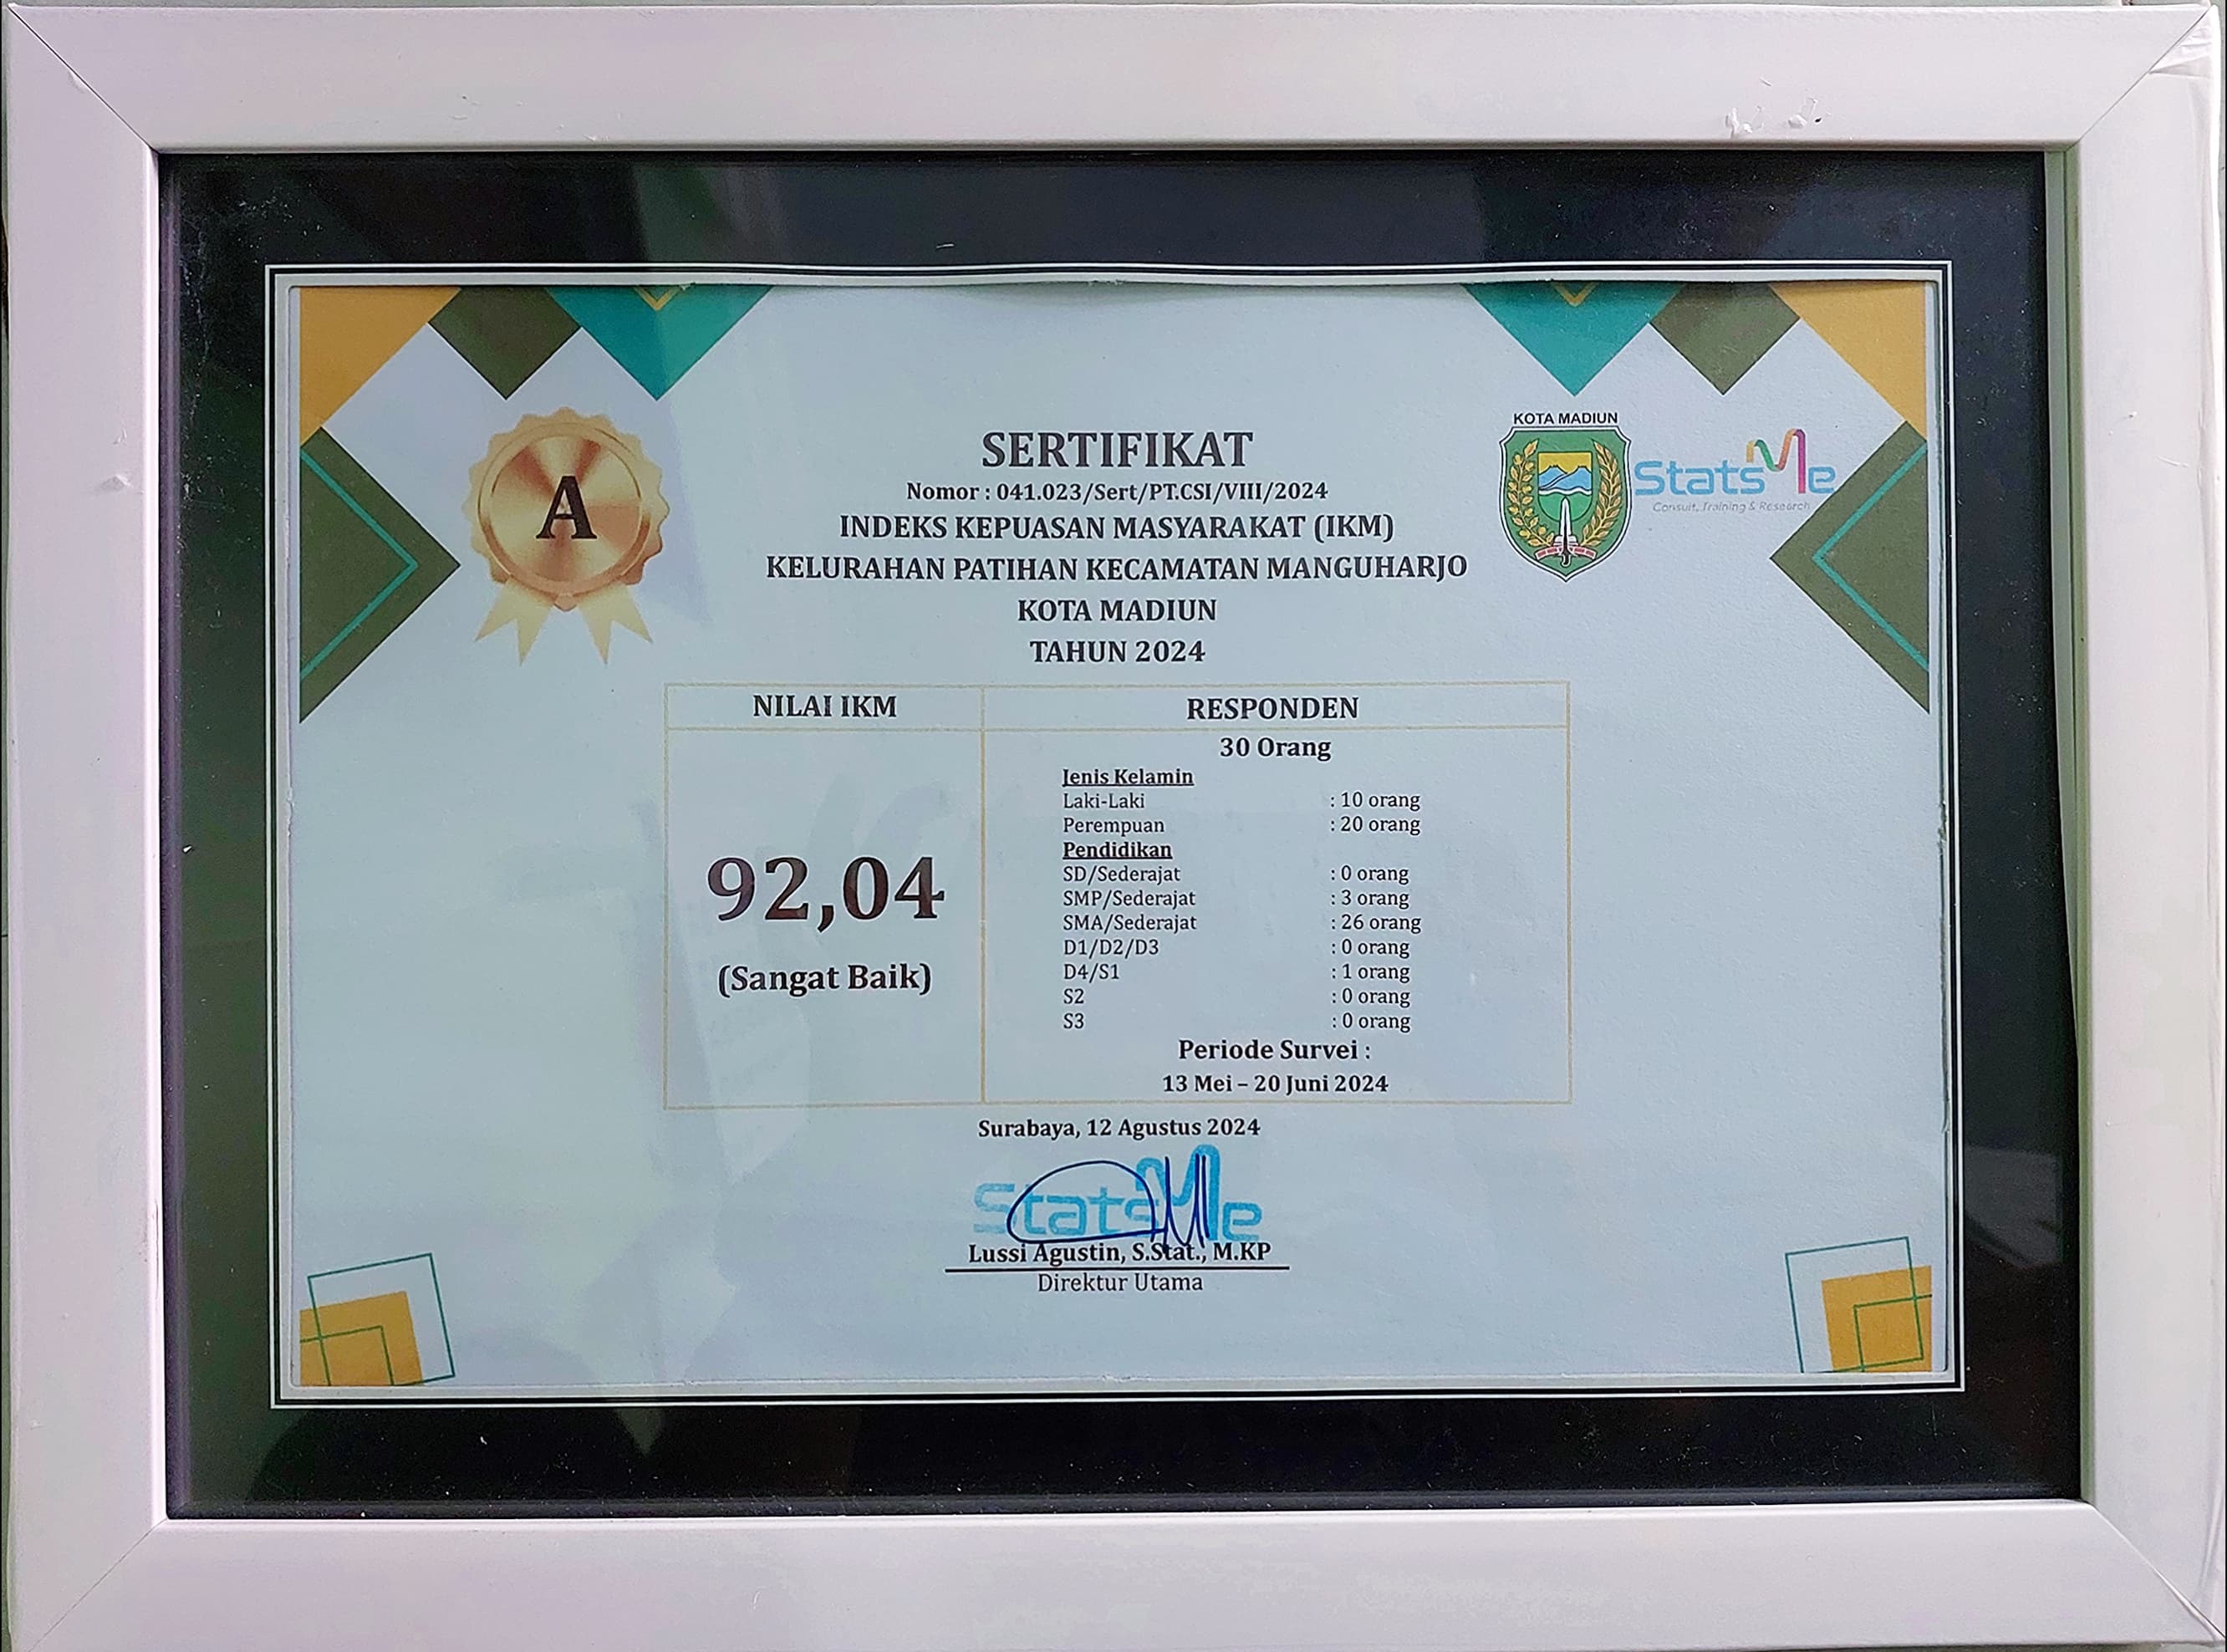 KOTA MADIUN
A
SERTIFIKAT
StatsMe
Consult, Training & Research
Nomor : 041.023/Sert/PT.CSI/VIII/2024
INDEKS KEPUASAN MASYARAKAT (IKM)
KELURAHAN PATIHAN KECAMATAN MANGUHARJO
KOTA MADIUN
TAHUN 2024
NILAI IKM
92,04
(Sangat Baik)
RESPONDEN
30 Orang
Jenis Kelamin
Laki-Laki : 10 orang
Perempuan : 20 orang
Pendidikan
SD/Sederajat : 0 orang
SMP/Sederajat : 3 orang
SMA/Sederajat : 26 orang
D1/D2/D3 : 0 orang
D4/S1 : 1 orang
S2 : 0 orang
S3 : 0 orang
Periode Survei :
13 Mei – 20 Juni 2024
Surabaya, 12 Agustus 2024
StatsMe
Lussi Agustin, S.Stat., M.KP
Direktur Utama